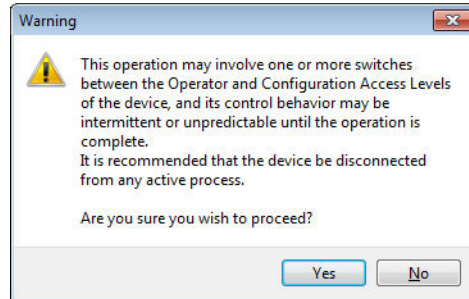 Warning
This operation may involve one or more switches
between the Operator and Configuration Access Levels
of the device, and its control behavior may be
intermittent or unpredictable until the operation is
complete.
It is recommended that the device be disconnected
from any active process.
Are you sure you wish to proceed?
Yes
No